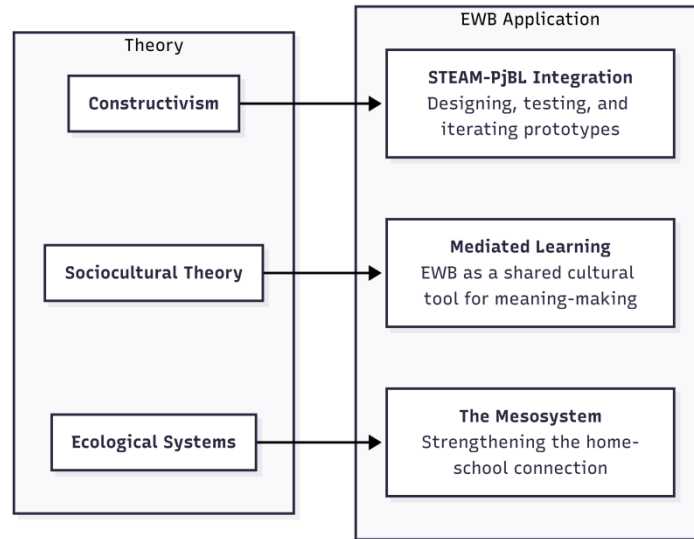 Theory
EWB Application
Constructivism
STEAM-PjBL Integration
Designing, testing, and
iterating prototypes
Sociocultural Theory
Mediated Learning
EWB as a shared cultural
tool for meaning-making
Ecological Systems
The Mesosystem
Strengthening the home-
school connection